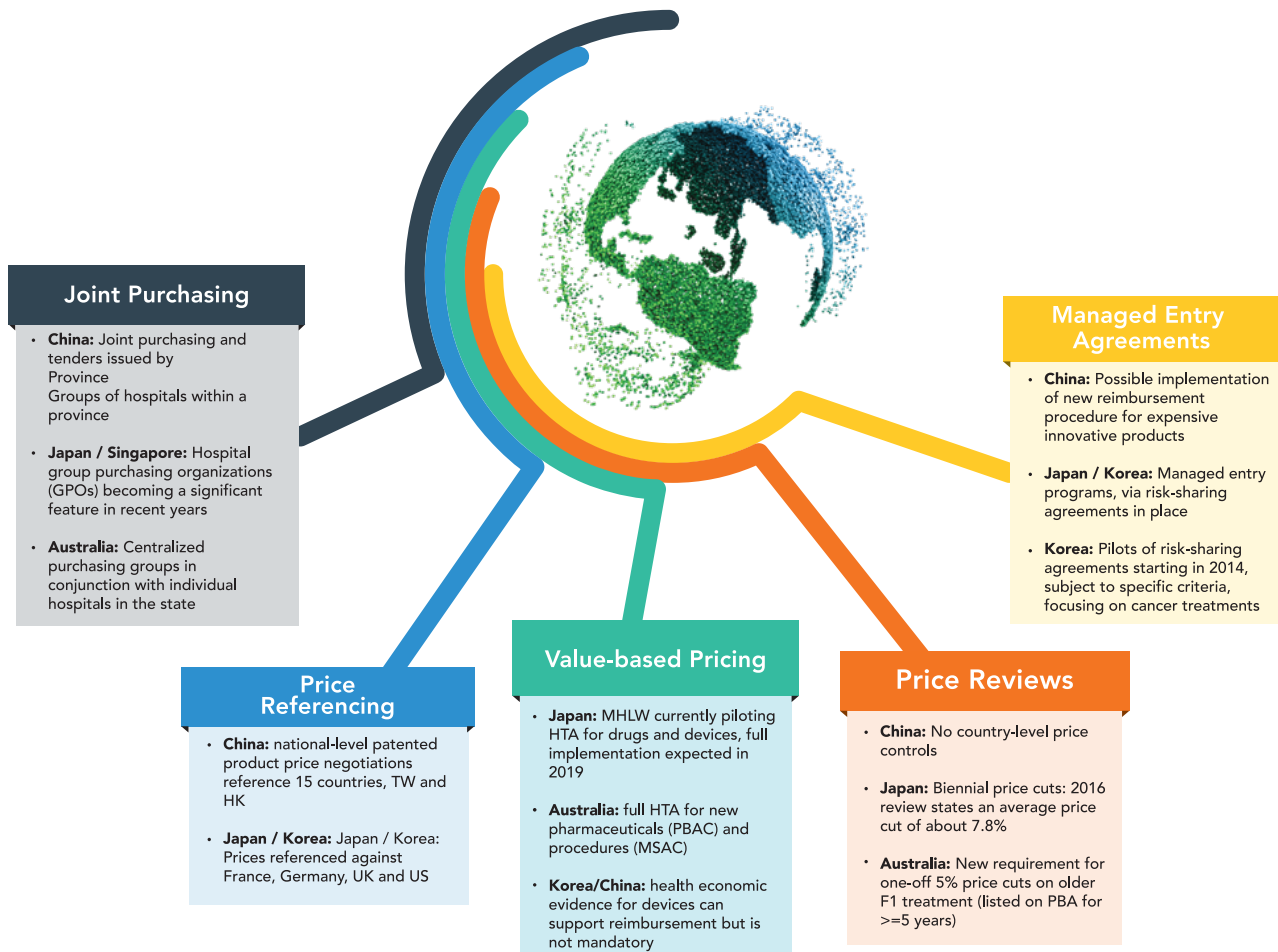 Joint Purchasing
• China: Joint purchasing and
tenders issued by
Province
Groups of hospitals within a
province
• Japan / Singapore: Hospital
group purchasing organizations
(GPOs) becoming a significant
feature in recent years
• Australia: Centralized
purchasing groups in
conjunction with individual
hospitals in the state
Price
Referencing
• China: national-level patented
product price negotiations
reference 15 countries, TW and
HK
• Japan / Korea: Japan / Korea:
Prices referenced against
France, Germany, UK and US
Value-based Pricing
• Japan: MHLW currently piloting
HTA for drugs and devices, full
implementation expected in
2019
• Australia: full HTA for new
pharmaceuticals (PBAC) and
procedures (MSAC)
• Korea/China: health economic
evidence for devices can
support reimbursement but is
not mandatory
Price Reviews
• China: No country-level price
controls
• Japan: Biennial price cuts: 2016
review states an average price
cut of about 7.8%
• Australia: New requirement for
one-off 5% price cuts on older
F1 treatment (listed on PBA for
>=5 years)
Managed Entry
Agreements
• China: Possible implementation
of new reimbursement
procedure for expensive
innovative products
• Japan / Korea: Managed entry
programs, via risk-sharing
agreements in place
• Korea: Pilots of risk-sharing
agreements starting in 2014,
subject to specific criteria,
focusing on cancer treatments